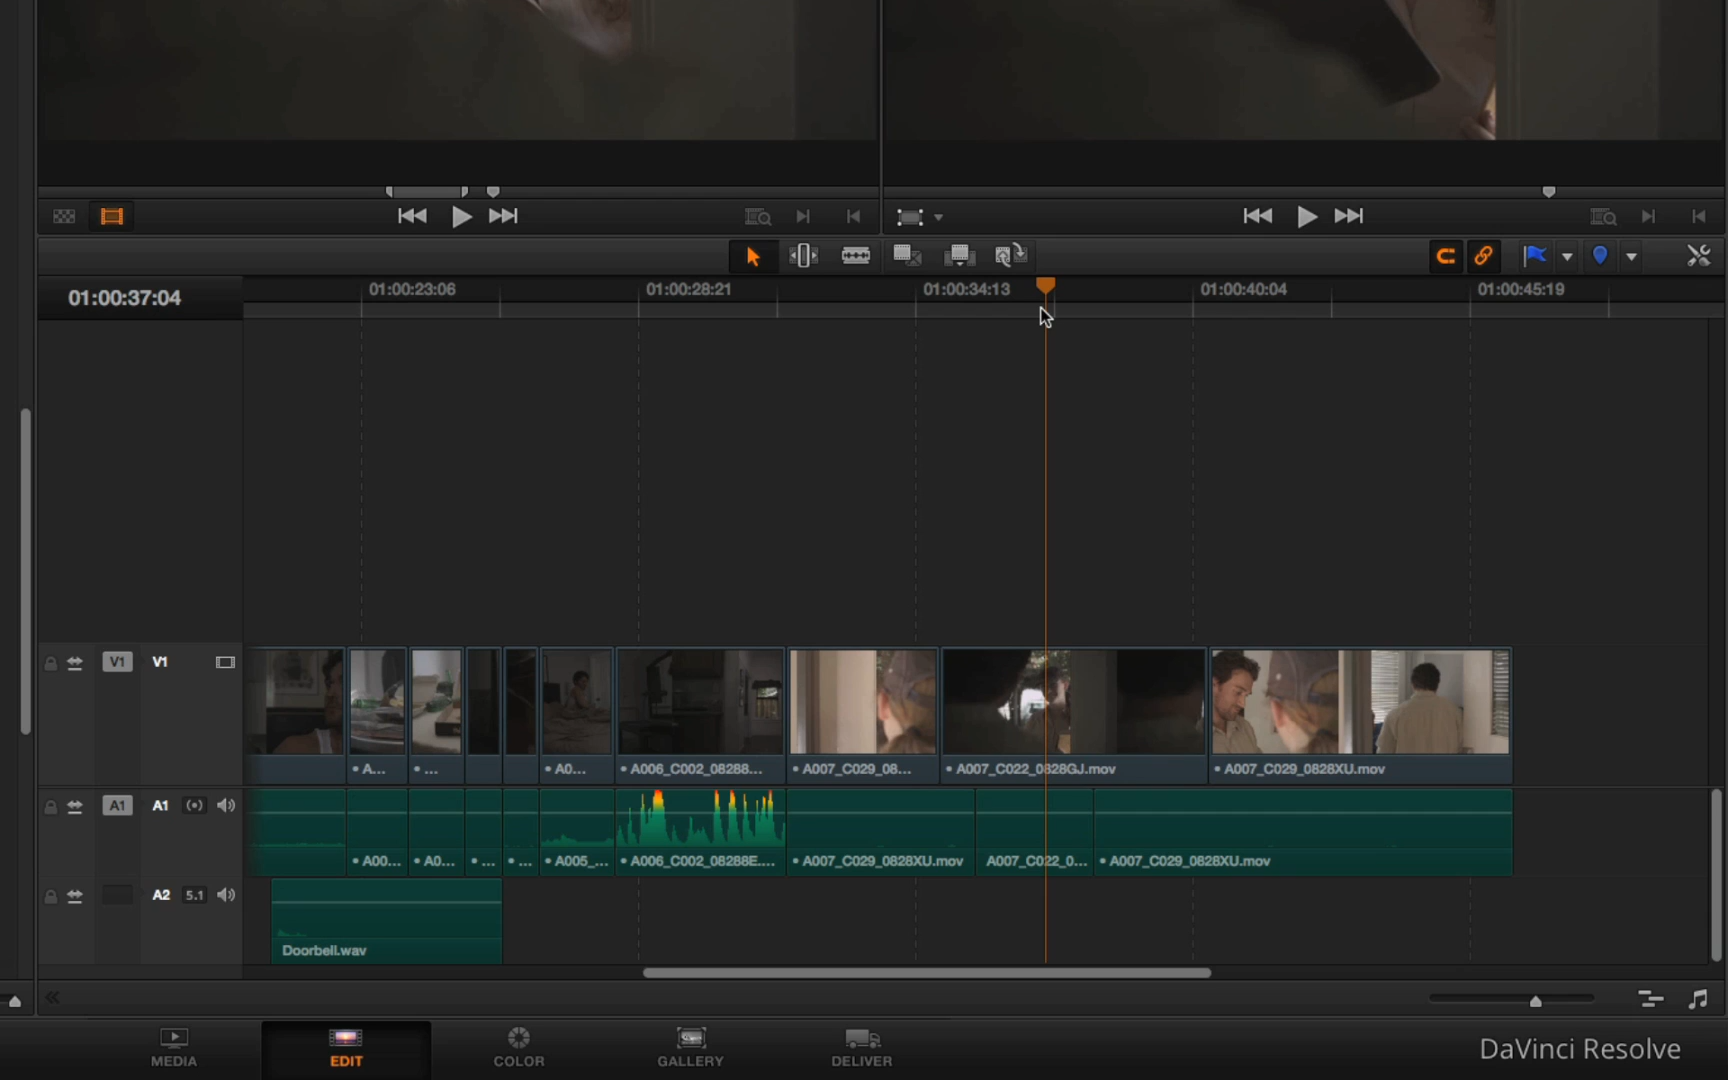 01:00:37:04
01:00:23:06
01:00:28:21
01:00:34:13
01:00:40:04
01:00:45:19
V1
V1
• A...
• ...
• A0...
• A006_C002_08288...
• A007_C029_08...
• A007_C022_0828GJ.mov
• A007_C029_0828XU.mov
A1
A1
• A00...
• A0...
• ...
• ...
• A005_...
• A006_C002_08288E....
• A007_C029_0828XU.mov
A007_C022_0...
• A007_C029_0828XU.mov
A2
5.1
Doorbell.wav
MEDIA
EDIT
COLOR
GALLERY
DELIVER
DaVinci Resolve